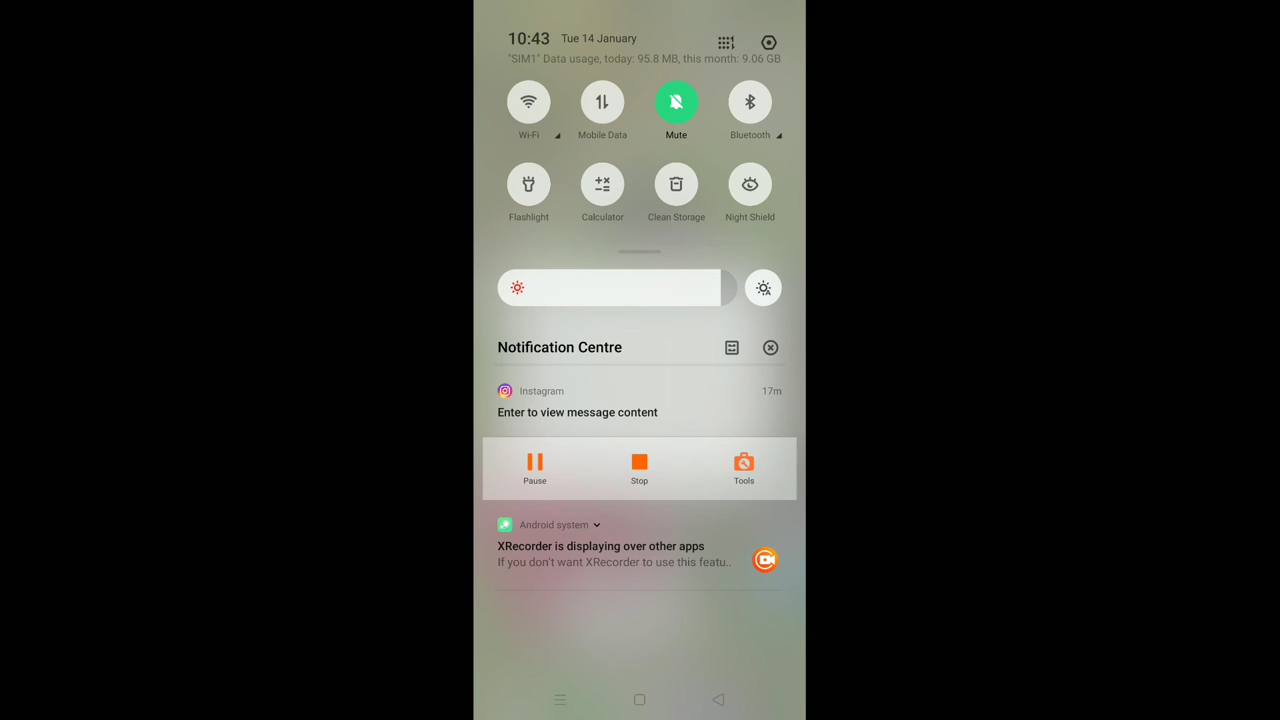 10:43 Tue 14 January
"SIM1" Data usage, today: 95.8 MB, this month: 9.06 GB
Wi-Fi Mobile Data Mute Bluetooth
Flashlight Calculator Clean Storage Night Shield
Notification Centre
Instagram 17m
Enter to view message content
Pause Stop Tools
Android system
XRecorder is displaying over other apps
If you don't want XRecorder to use this featu..